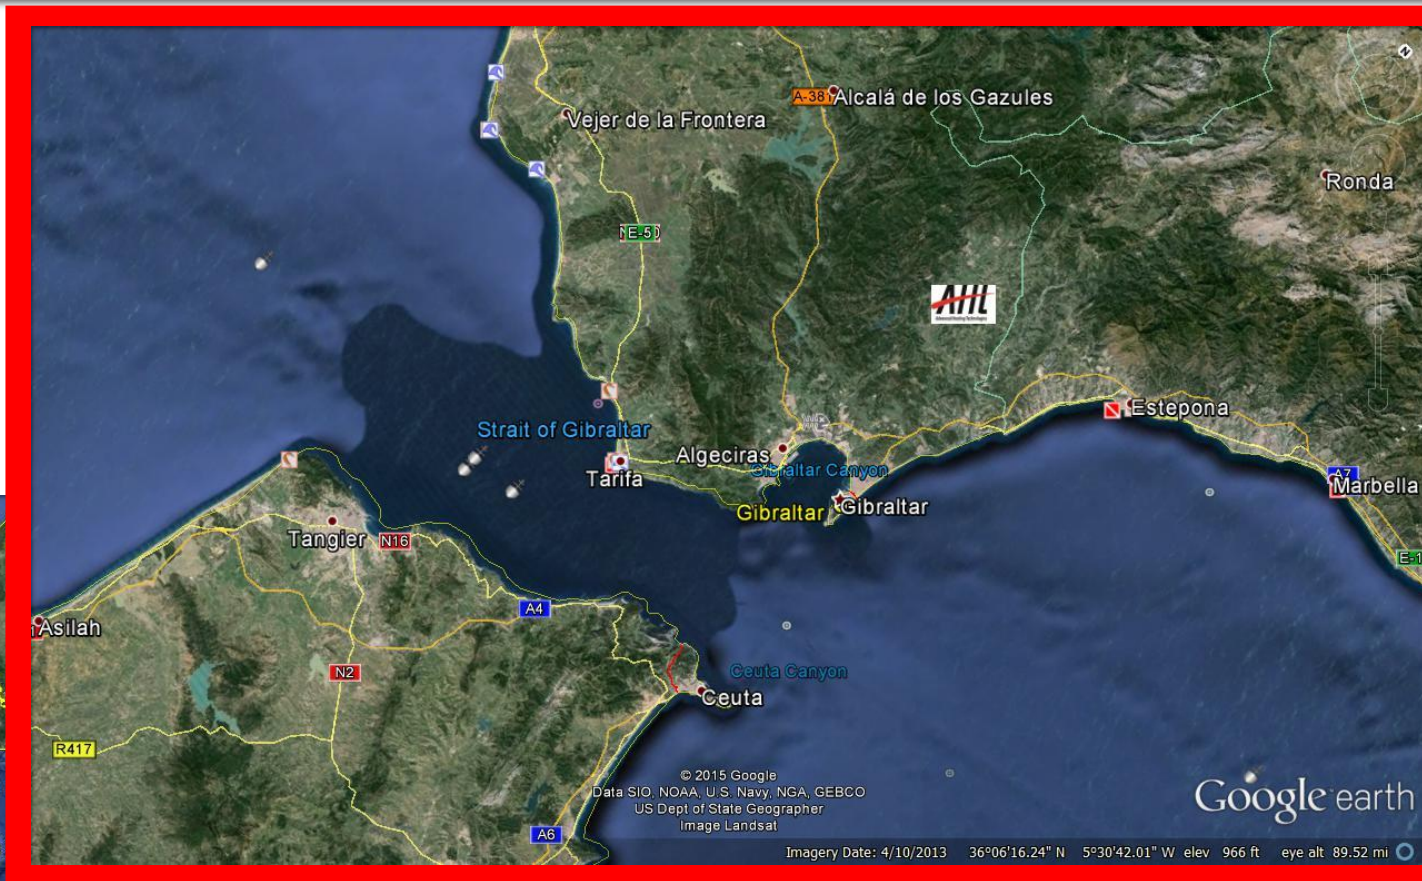 A-381
Alcalá de los Gazules
Vejer de la Frontera
Ronda
E-5
AHL
Estepona
Strait of Gibraltar
Algeciras
Gibraltar Canyon
Tarifa
A7
Marbella
Gibraltar
Gibraltar
Tangier
N16
E-1
A4
Asilah
N2
Ceuta Canyon
Ceuta
R417
© 2015 Google
Data SIO, NOAA, U.S. Navy, NGA, GEBCO
US Dept of State Geographer
Image Landsat
Google earth
A6
Imagery Date: 4/10/2013 36°06'16.24" N 5°30'42.01" W elev 966 ft eye alt 89.52 mi